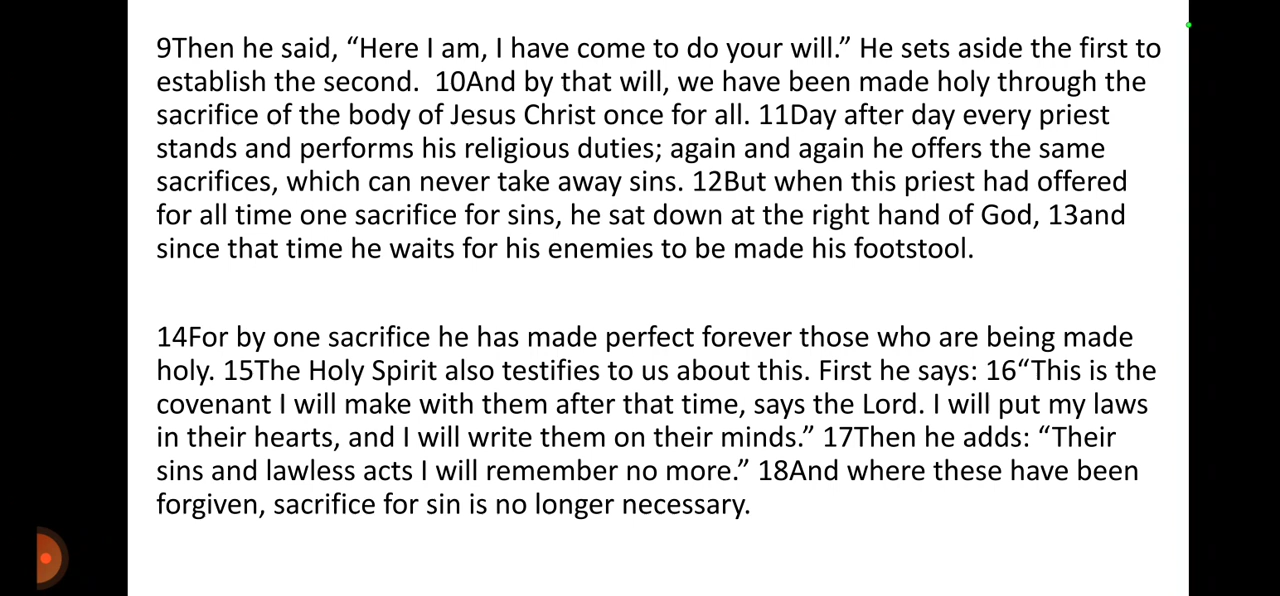 9Then he said, “Here I am, I have come to do your will.” He sets aside the first to
establish the second.  10And by that will, we have been made holy through the
sacrifice of the body of Jesus Christ once for all. 11Day after day every priest
stands and performs his religious duties; again and again he offers the same
sacrifices, which can never take away sins. 12But when this priest had offered
for all time one sacrifice for sins, he sat down at the right hand of God, 13and
since that time he waits for his enemies to be made his footstool.
14For by one sacrifice he has made perfect forever those who are being made
holy. 15The Holy Spirit also testifies to us about this. First he says: 16“This is the
covenant I will make with them after that time, says the Lord. I will put my laws
in their hearts, and I will write them on their minds.” 17Then he adds: “Their
sins and lawless acts I will remember no more.” 18And where these have been
forgiven, sacrifice for sin is no longer necessary.